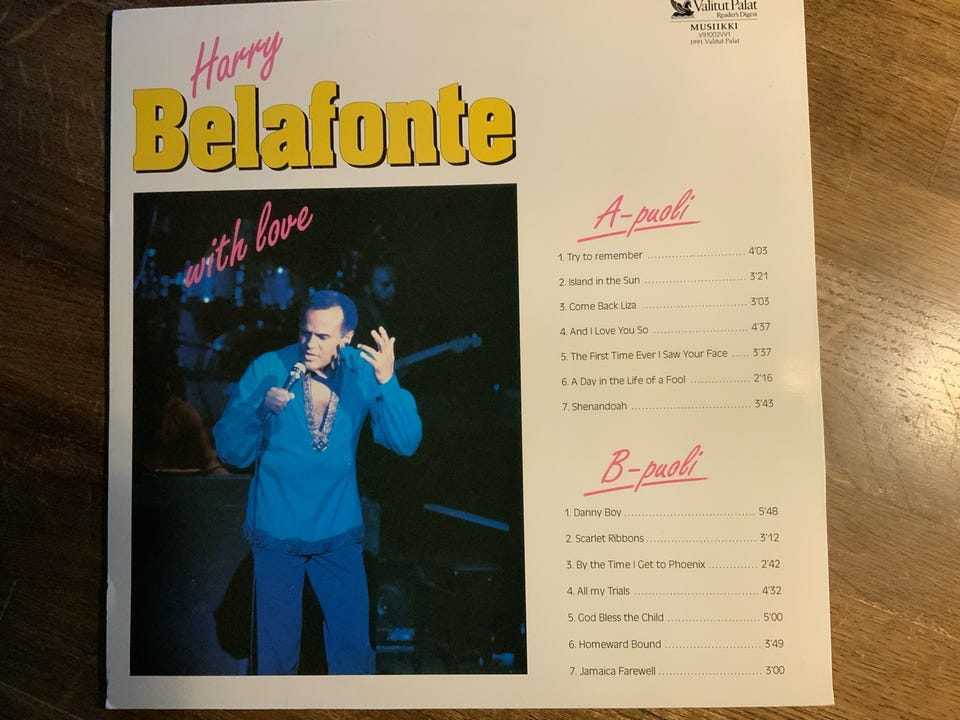 Valitut Palat
Reader's Digest
MUSIIKKI
V91002VV1
1991 Valitut Palat
Harry
Belafonte
with love
A-puoli
1. Try to remember ........................ 4'03
2. Island in the Sun ........................ 3'21
3. Come Back Liza ........................ 3'03
4. And I Love You So ........................ 4'37
5. The First Time Ever I Saw Your Face ..... 3'37
6. A Day in the Life of a Fool ............... 2'16
7. Shenandoah .............................. 3'43
B-puoli
1. Danny Boy ................................ 5'48
2. Scarlet Ribbons ........................... 3'12
3. By the Time I Get to Phoenix ............. 2'42
4. All my Trials ............................... 4'32
5. God Bless the Child ....................... 5'00
6. Homeward Bound ........................ 3'49
7. Jamaica Farewell .......................... 3'00